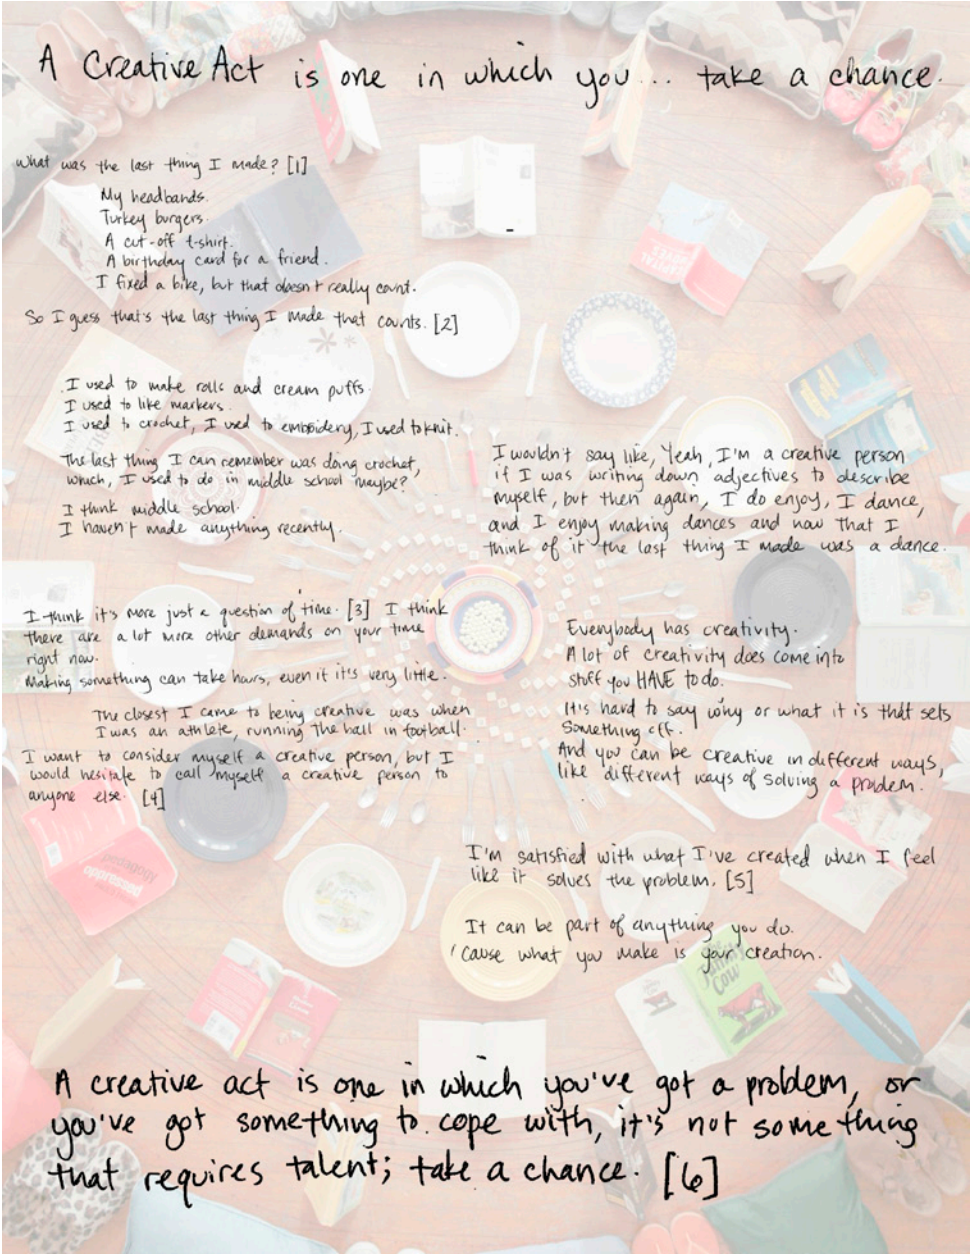 A Creative Act is one in which you... take a chance.
What was the last thing I made? [1]
My headbands.
Turkey burgers.
A cut-off t-shirt.
A birthday card for a friend.
I fixed a bike, but that doesn't really count.
So I guess that's the last thing I made that counts. [2]
I used to make rolls and cream puffs.
I used to like markers.
I used to crochet, I used to embroidery, I used to knit.
The last thing I can remember was doing crochet,
which, I used to do in middle school maybe?
I think middle school.
I haven't made anything recently.
I wouldn't say like, Yeah, I'm a creative person
if I was writing down adjectives to describe
myself, but then again, I do enjoy, I dance,
and I enjoy making dances and now that I
think of it the last thing I made was a dance.
I think it's more just a question of time. [3] I think
there are a lot more other demands on your time
right now.
Making something can take hours, even if it's very little.
The closest I came to being creative was when
I was an athlete, running the ball in football.
I want to consider myself a creative person, but I
would hesitate to call myself a creative person to
anyone else. [4]
Everybody has creativity.
A lot of creativity does come into
stuff you HAVE to do.
It's hard to say why or what it is that sets
something off.
And you can be creative in different ways,
like different ways of solving a problem.
I'm satisfied with what I've created when I feel
like it solves the problem. [5]
It can be part of anything you do.
'Cause what you make is your creation.
Cow
A creative act is one in which you've got a problem, or
you've got something to cope with, it's not something
that requires talent; take a chance. [6]